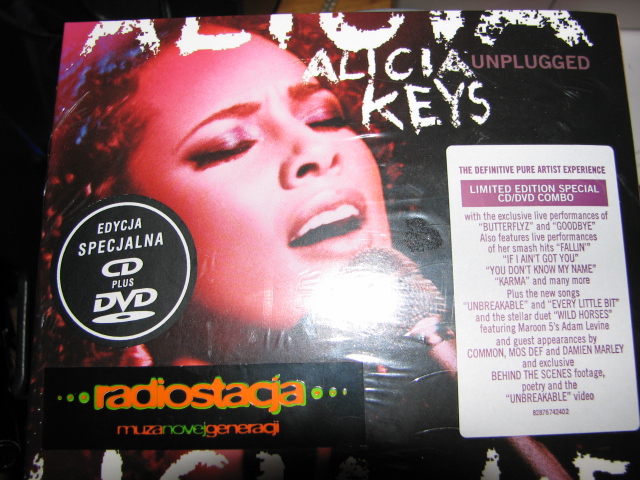 ALICIA
ALICIA UNPLUGGED
KEYS
THE DEFINITIVE PURE ARTIST EXPERIENCE
LIMITED EDITION SPECIAL
CD/DVD COMBO
with the exclusive live performances of
"BUTTERFLYZ" and "GOODBYE"
Also features live performances
of her smash hits "FALLIN'"
"IF I AIN'T GOT YOU"
"YOU DON'T KNOW MY NAME"
"KARMA" and many more
Plus the new songs
"UNBREAKABLE" and "EVERY LITTLE BIT"
and the stellar duet "WILD HORSES"
featuring Maroon 5's Adam Levine
and guest appearances by
COMMON, MOS DEF and DAMIEN MARLEY
and exclusive
BEHIND THE SCENES footage,
poetry and the
"UNBREAKABLE" video
82876742402
EDYCJA
SPECJALNA
CD
PLUS
DVD
radiostacja
muzanowejgeneracji